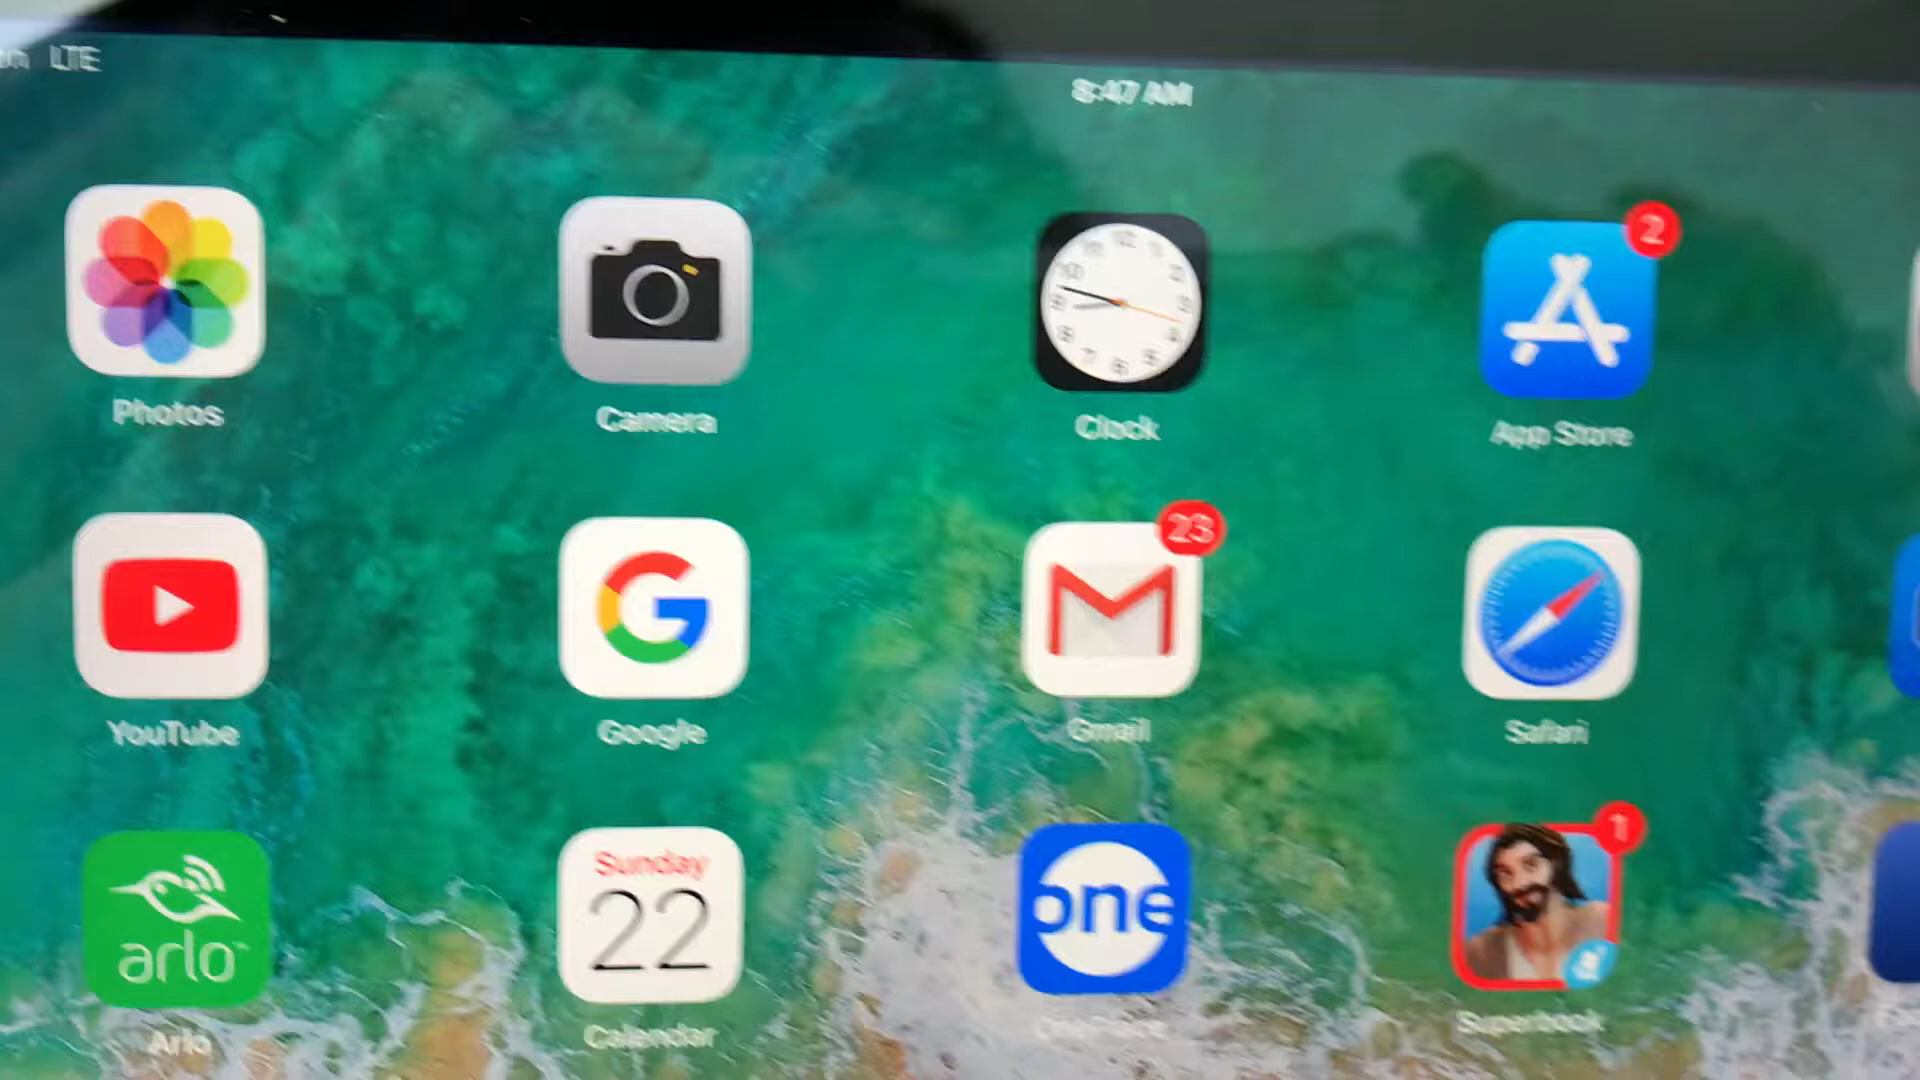 LTE
8:47 AM
2
Photos
Camera
Clock
App Store
23
YouTube
Google
Gmail
Safari
1
arlo
Sunday
22
one
Arlo
Calendar
Superbook